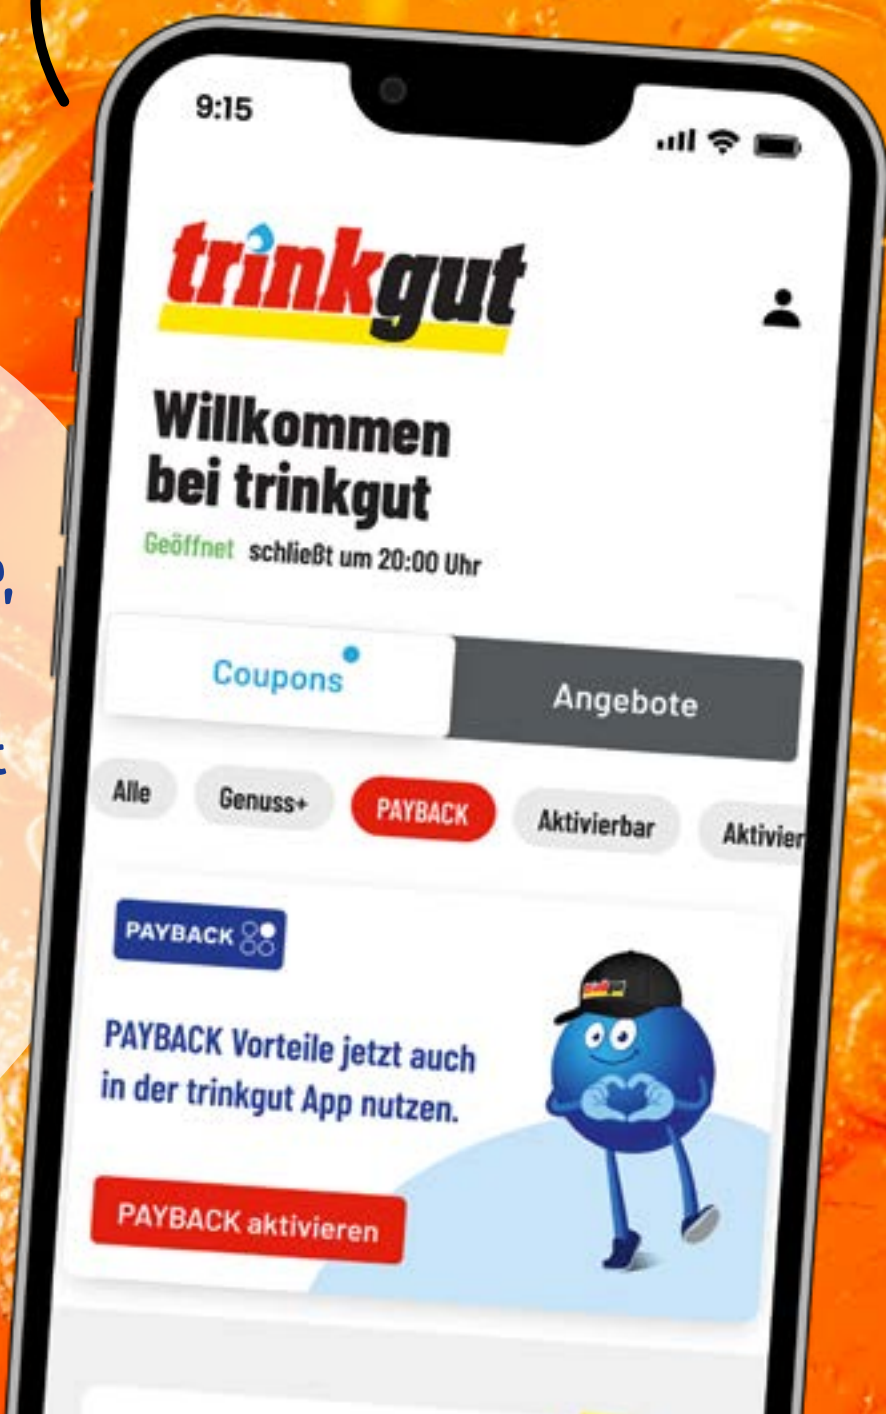 9:15
trinkgut
Willkommen
bei trinkgut
Geöffnet schließt um 20:00 Uhr
Coupons Angebote
Alle Genuss+ PAYBACK Aktivierbar Aktivier
PAYBACK
PAYBACK Vorteile jetzt auch
in der trinkgut App nutzen.
PAYBACK aktivieren